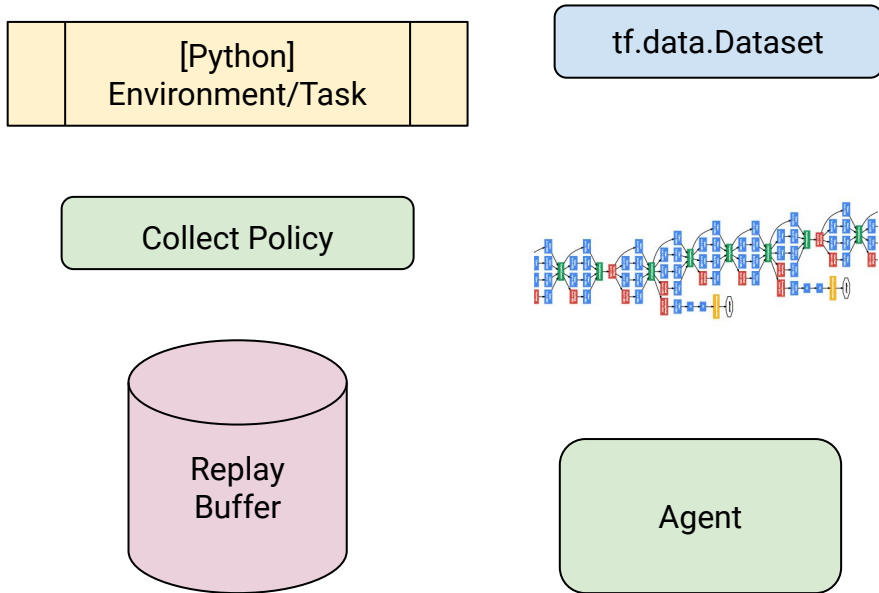 [Python]
Environment/Task
tf.data.Dataset
Collect Policy
Replay
Buffer
Agent